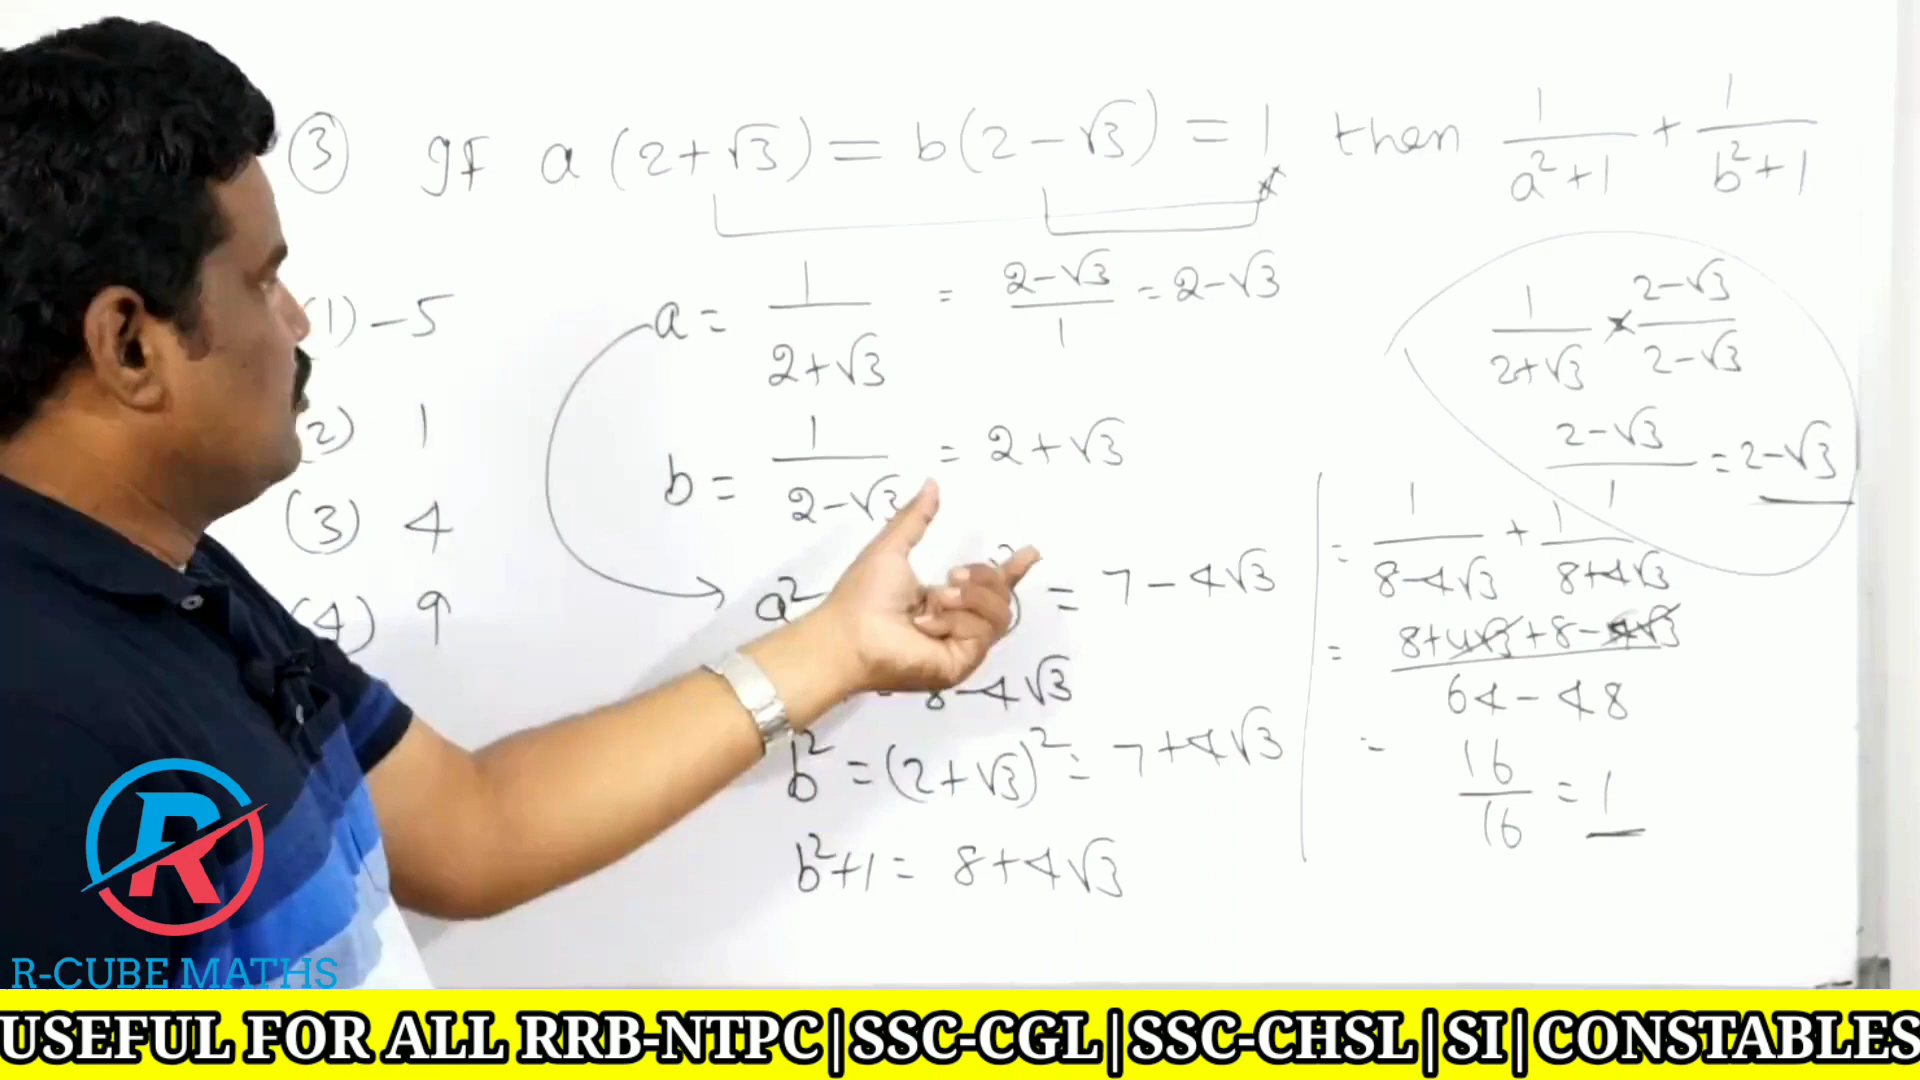 ③ If a(2+√3) = b(2-√3) = 1 then 1/(a²+1) + 1/(b²+1)
(1) -5
(2) 1
(3) 4
(4) 9
a = 1/(2+√3) = (2-√3)/1 = 2-√3
b = 1/(2-√3) = 2+√3
a² = 7-4√3
= 8-4√3
b² = (2+√3)² = 7+4√3
b²+1 = 8+4√3
1/(2+√3) × (2-√3)/(2-√3)
(2-√3)/1 = 2-√3
= 1/(8-4√3) + 1/(8+4√3)
= (8+4√3+8-4√3)/(64-48)
= 16/16 = 1
R
R-CUBE MATHS
USEFUL FOR ALL RRB-NTPC|SSC-CGL|SSC-CHSL|SI|CONSTABLES